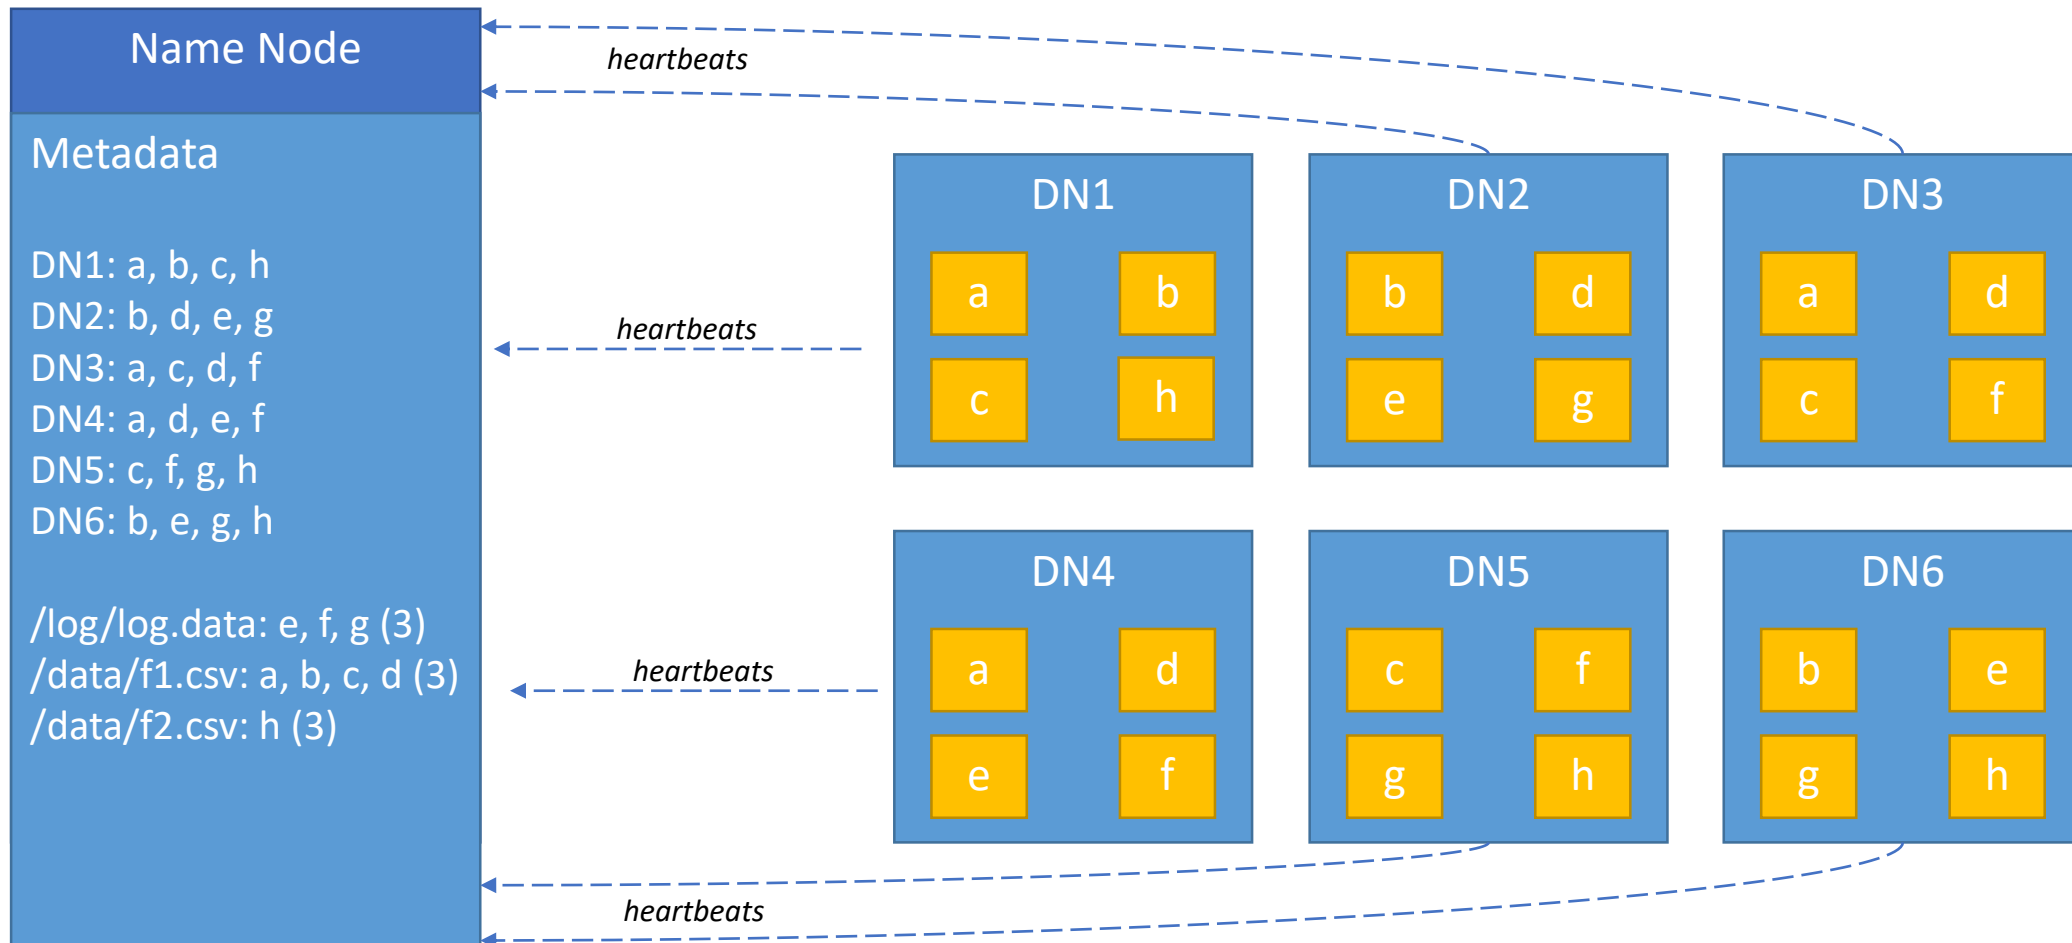 Name Node
heartbeats
Metadata
DN1: a, b, c, h
DN2: b, d, e, g
DN3: a, c, d, f
DN4: a, d, e, f
DN5: c, f, g, h
DN6: b, e, g, h
/log/log.data: e, f, g (3)
/data/f1.csv: a, b, c, d (3)
/data/f2.csv: h (3)
heartbeats
heartbeats
heartbeats
DN1
a b
c h
DN2
b d
e g
DN3
a d
c f
DN4
a d
e f
DN5
c f
g h
DN6
b e
g h